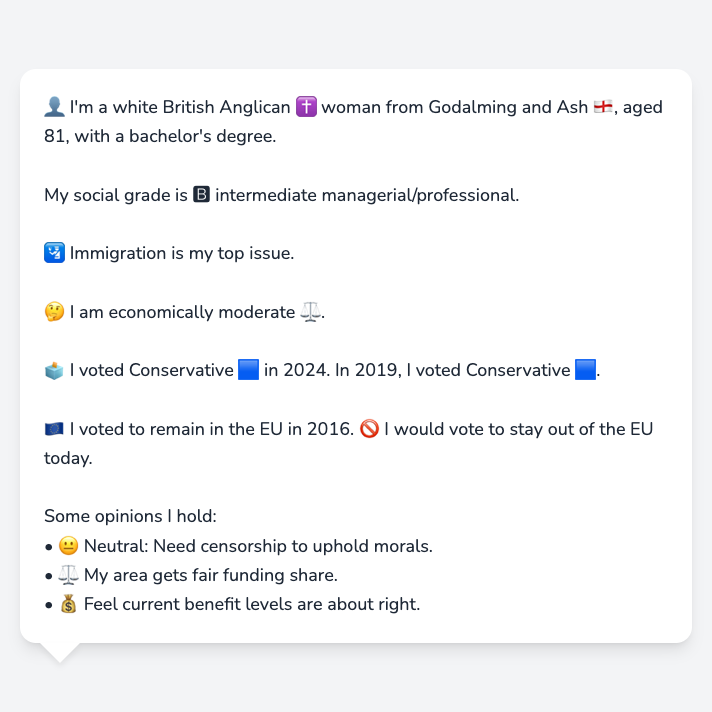 👤 I'm a white British Anglican ✝️ woman from Godalming and Ash 🏴󠁧󠁢󠁥󠁮󠁧󠁿, aged
81, with a bachelor's degree.
My social grade is 🅱 intermediate managerial/professional.
🛂 Immigration is my top issue.
🤔 I am economically moderate ⚖️.
🗳️ I voted Conservative 🟦 in 2024. In 2019, I voted Conservative 🟦.
🇪🇺 I voted to remain in the EU in 2016. 🚫 I would vote to stay out of the EU
today.
Some opinions I hold:
• 😐 Neutral: Need censorship to uphold morals.
• ⚖️ My area gets fair funding share.
• 💰 Feel current benefit levels are about right.